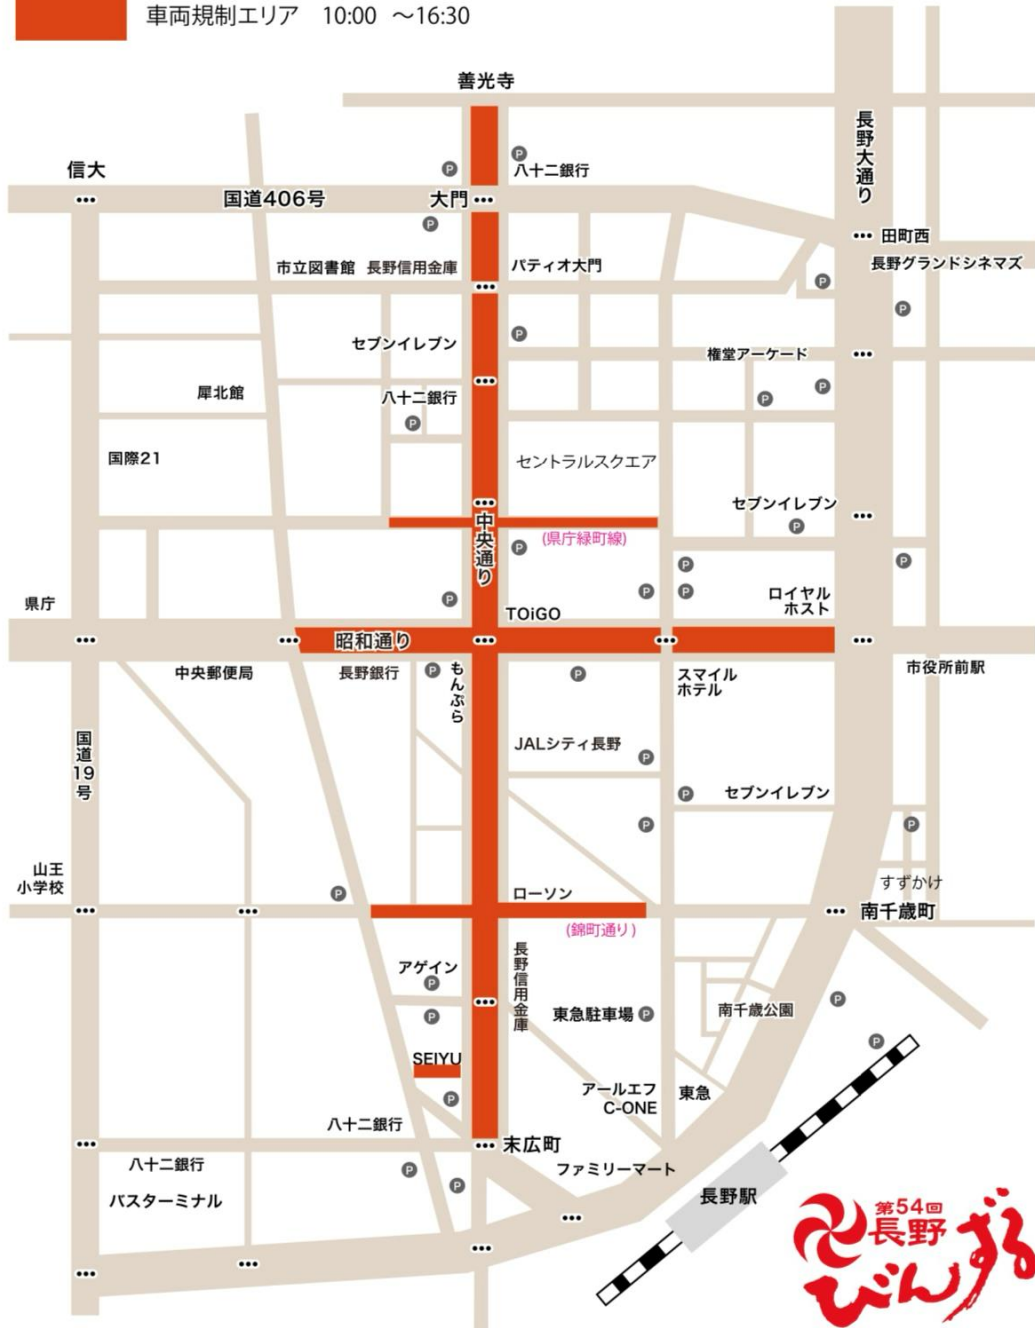 車両規制エリア 10:00 ～16:30
善光寺
長野大通り
信大
八十二銀行
国道406号
大門
田町西
市立図書館
長野信用金庫
パティオ大門
長野グランドシネマズ
セブンイレブン
権堂アーケード
犀北館
八十二銀行
国際21
セントラルスクエア
セブンイレブン
中央通り
(県庁緑町線)
県庁
TOiGO
ロイヤル
ホスト
昭和通り
中央郵便局
長野銀行
もんぷら
スマイル
ホテル
市役所前駅
国道19号
JALシティ長野
セブンイレブン
山王
小学校
ローソン
すずかけ
南千歳町
(錦町通り)
アゲイン
長野信用金庫
東急駐車場
南千歳公園
SEIYU
アールエフ
C-ONE
東急
八十二銀行
末広町
八十二銀行
ファミリーマート
バスターミナル
長野駅
第54回
長野
びんずる